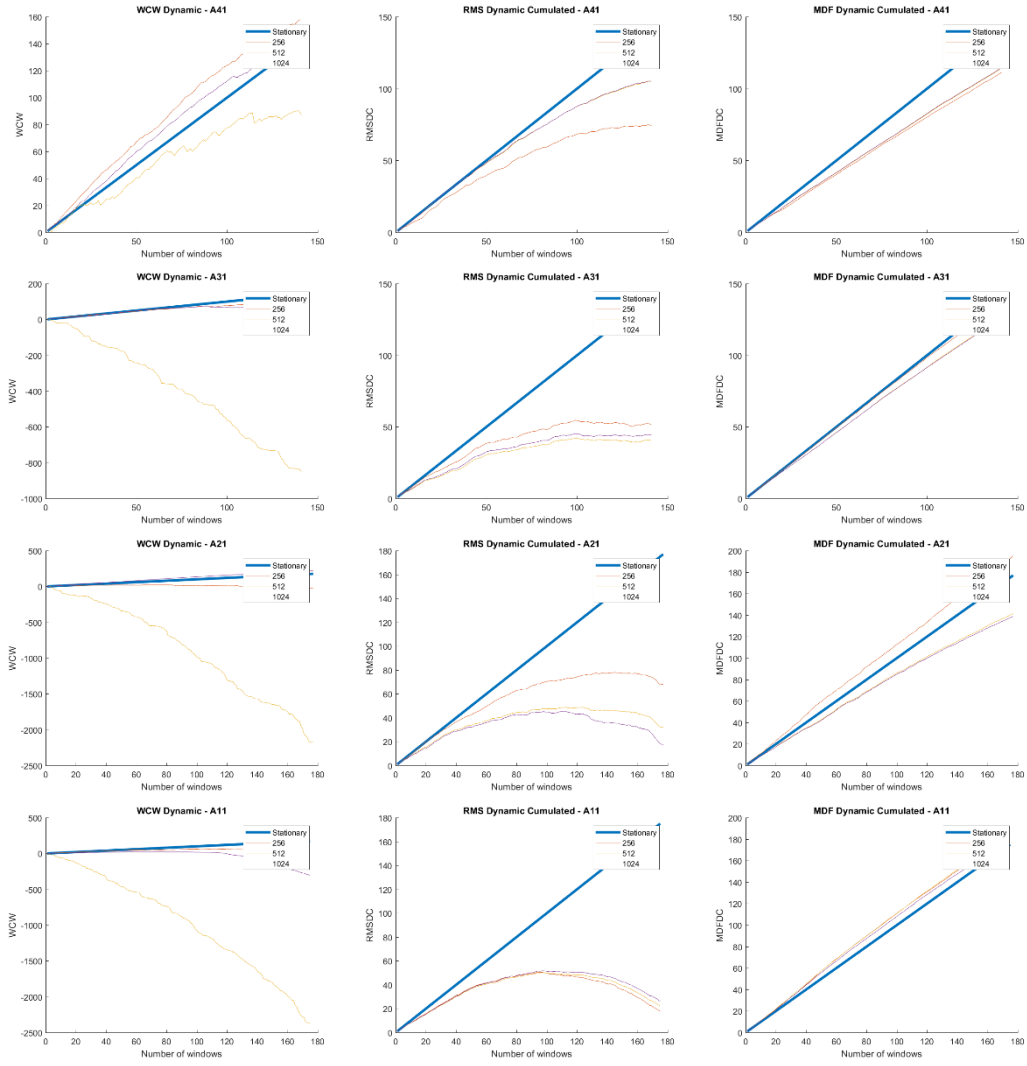 WCW Dynamic - A41
160
140
120
100
80
60
40
20
0
WCW
0
50
100
150
Number of windows
Stationary
256
512
1024
RMS Dynamic Cumulated - A41
150
100
50
0
RMSDC
0
50
100
150
Number of windows
Stationary
256
512
1024
MDF Dynamic Cumulated - A41
150
100
50
0
MDFDC
0
50
100
150
Number of windows
Stationary
256
512
1024
WCW Dynamic - A31
200
0
-200
-400
-600
-800
-1000
WCW
0
50
100
150
Number of windows
Stationary
256
512
1024
RMS Dynamic Cumulated - A31
150
100
50
0
RMSDC
0
50
100
150
Number of windows
Stationary
256
512
1024
MDF Dynamic Cumulated - A31
150
100
50
0
MDFDC
0
50
100
150
Number of windows
Stationary
256
512
1024
WCW Dynamic - A21
500
0
-500
-1000
-1500
-2000
-2500
WCW
0 20 40 60 80 100 120 140 160 180
Number of windows
Stationary
256
512
1024
RMS Dynamic Cumulated - A21
180
160
140
120
100
80
60
40
20
0
RMSDC
0 20 40 60 80 100 120 140 160 180
Number of windows
Stationary
256
512
1024
MDF Dynamic Cumulated - A21
200
180
160
140
120
100
80
60
40
20
0
MDFDC
0 20 40 60 80 100 120 140 160 180
Number of windows
Stationary
256
512
1024
WCW Dynamic - A11
500
0
-500
-1000
-1500
-2000
-2500
WCW
0 20 40 60 80 100 120 140 160 180
Number of windows
Stationary
256
512
1024
RMS Dynamic Cumulated - A11
180
160
140
120
100
80
60
40
20
0
RMSDC
0 20 40 60 80 100 120 140 160 180
Number of windows
Stationary
256
512
1024
MDF Dynamic Cumulated - A11
200
180
160
140
120
100
80
60
40
20
0
MDFDC
0 20 40 60 80 100 120 140 160 180
Number of windows
Stationary
256
512
1024